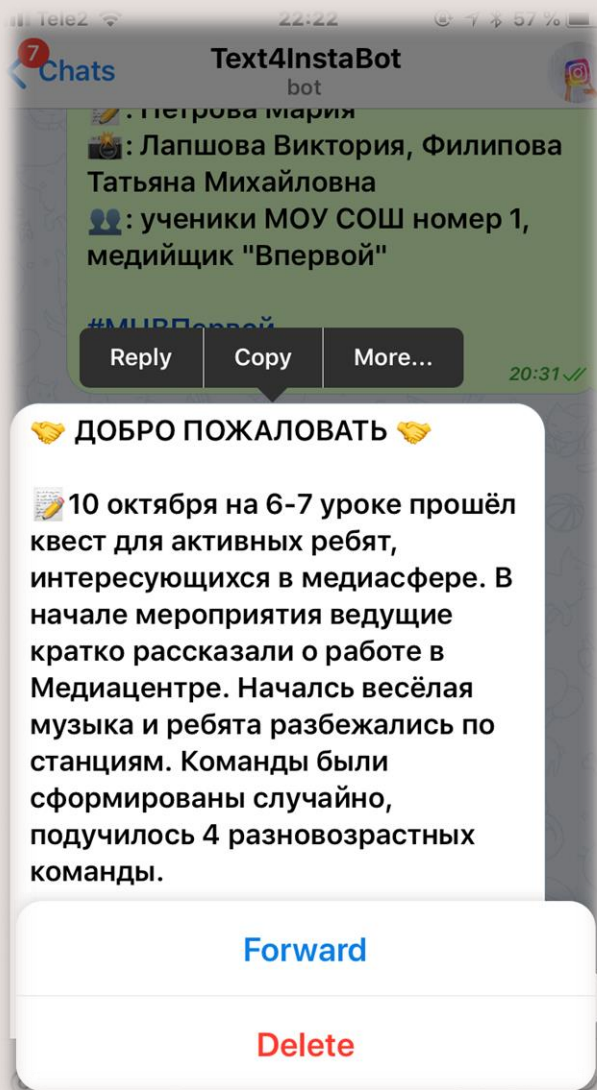 Tele2 22:22 57 %
7
Chats
Text4InstaBot
bot
📝: Петрова Мария
📸: Лапшова Виктория, Филипова
Татьяна Михайловна
👥: ученики МОУ СОШ номер 1,
медийщик "Впервой"
#МЦВПервой
Reply Copy More...
20:31
🤝 ДОБРО ПОЖАЛОВАТЬ 🤝
📝10 октября на 6-7 уроке прошёл
квест для активных ребят,
интересующихся в медиасфере. В
начале мероприятия ведущие
кратко рассказали о работе в
Медиацентре. Началсь весёлая
музыка и ребята разбежались по
станциям. Команды были
сформированы случайно,
подучилось 4 разновозрастных
команды.
Forward
Delete